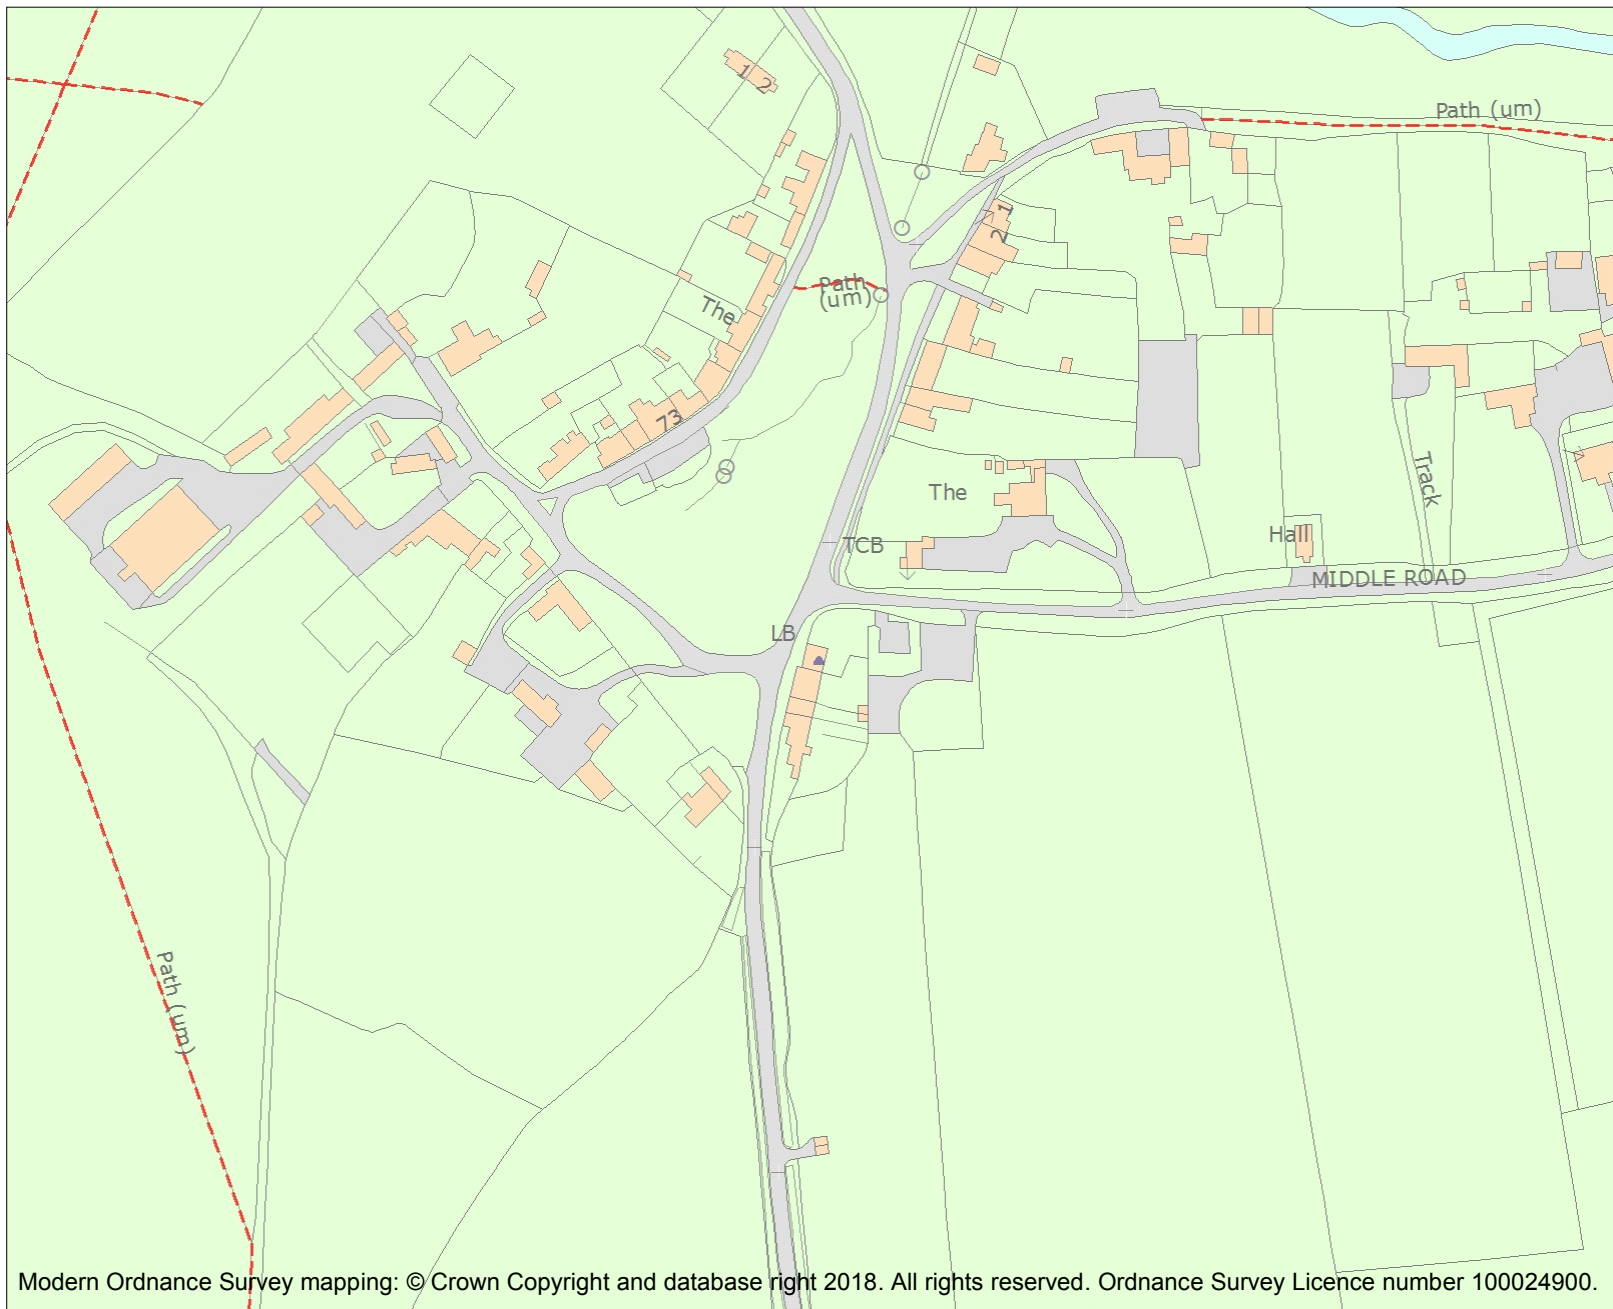 1 2
Path (um)
1
2
Path
(um)
The
73
Track
The
Hall
TCB
MIDDLE ROAD
LB
Path (um)
Modern Ordnance Survey mapping: © Crown Copyright and database right 2018. All rights reserved. Ordnance Survey Licence number 100024900.